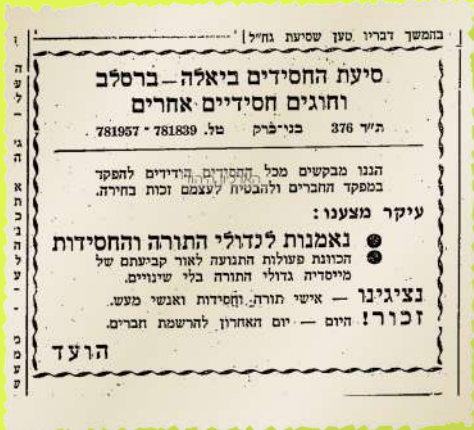 בהמשך דבריו טען שסיעת גח״ל
סיעת החסידים ביאלה – ברסלב
וחוגים חסידיים אחרים
ת״ד 376 בני־ברק טל. 781839 - 781957
הננו מבקשים מכל החסידים הידידים להפקד
במפקד החברים ולהבטיח לעצמם זכות בחירה.
עיקר מצענו:
נאמנות לגדולי התורה והחסידות
הכוונת פעולות התנועה לאור קביעתם של
מייסדיה גדולי התורה בלי שינויים.
נציגינו — אישי תורה וחסידות ואנשי מעש.
זכור! היום — יום האחרון להרשמת חברים.
הועד